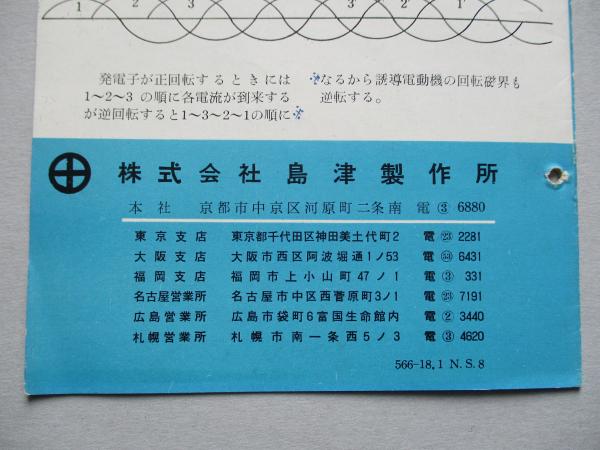 1 2 3 1' 2' 3'
発電子が正回転するときには
1〜2〜3 の順に各電流が到来する
が逆回転すると1〜3〜2〜1の順に
なるから誘導電動機の回転磁界も
逆転する。
株式会社 島津製作所
本社 京都市中京区河原町二条南 電 ③ 6880
東京支店 東京都千代田区神田美土代町2 電 ㉓ 2281
大阪支店 大阪市西区阿波堀通1ノ53 電 6431
福岡支店 福岡市上小山町 47 ノ 1 電 ③ 331
名古屋営業所 名古屋市中区西菅原町3ノ1 電 ㉓ 7191
広島営業所 広島市袋町6富国生命館内 電 ② 3440
札幌営業所 札幌市南一条西5ノ3 電 ③ 4620
566-18.1 N.S.8